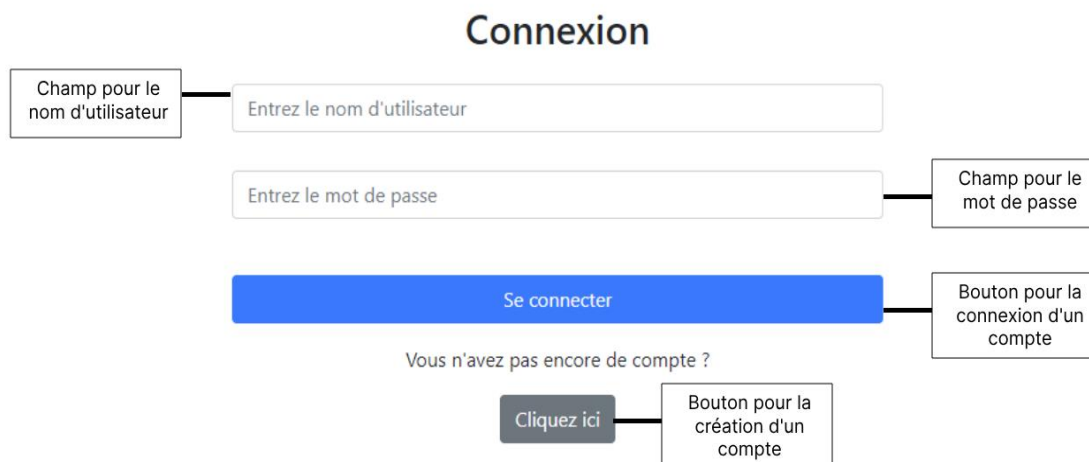 Connexion
Champ pour le
nom d'utilisateur
Entrez le nom d'utilisateur
Entrez le mot de passe
Champ pour le
mot de passe
Se connecter
Bouton pour la
connexion d'un
compte
Vous n'avez pas encore de compte ?
Cliquez ici
Bouton pour la
création d'un
compte